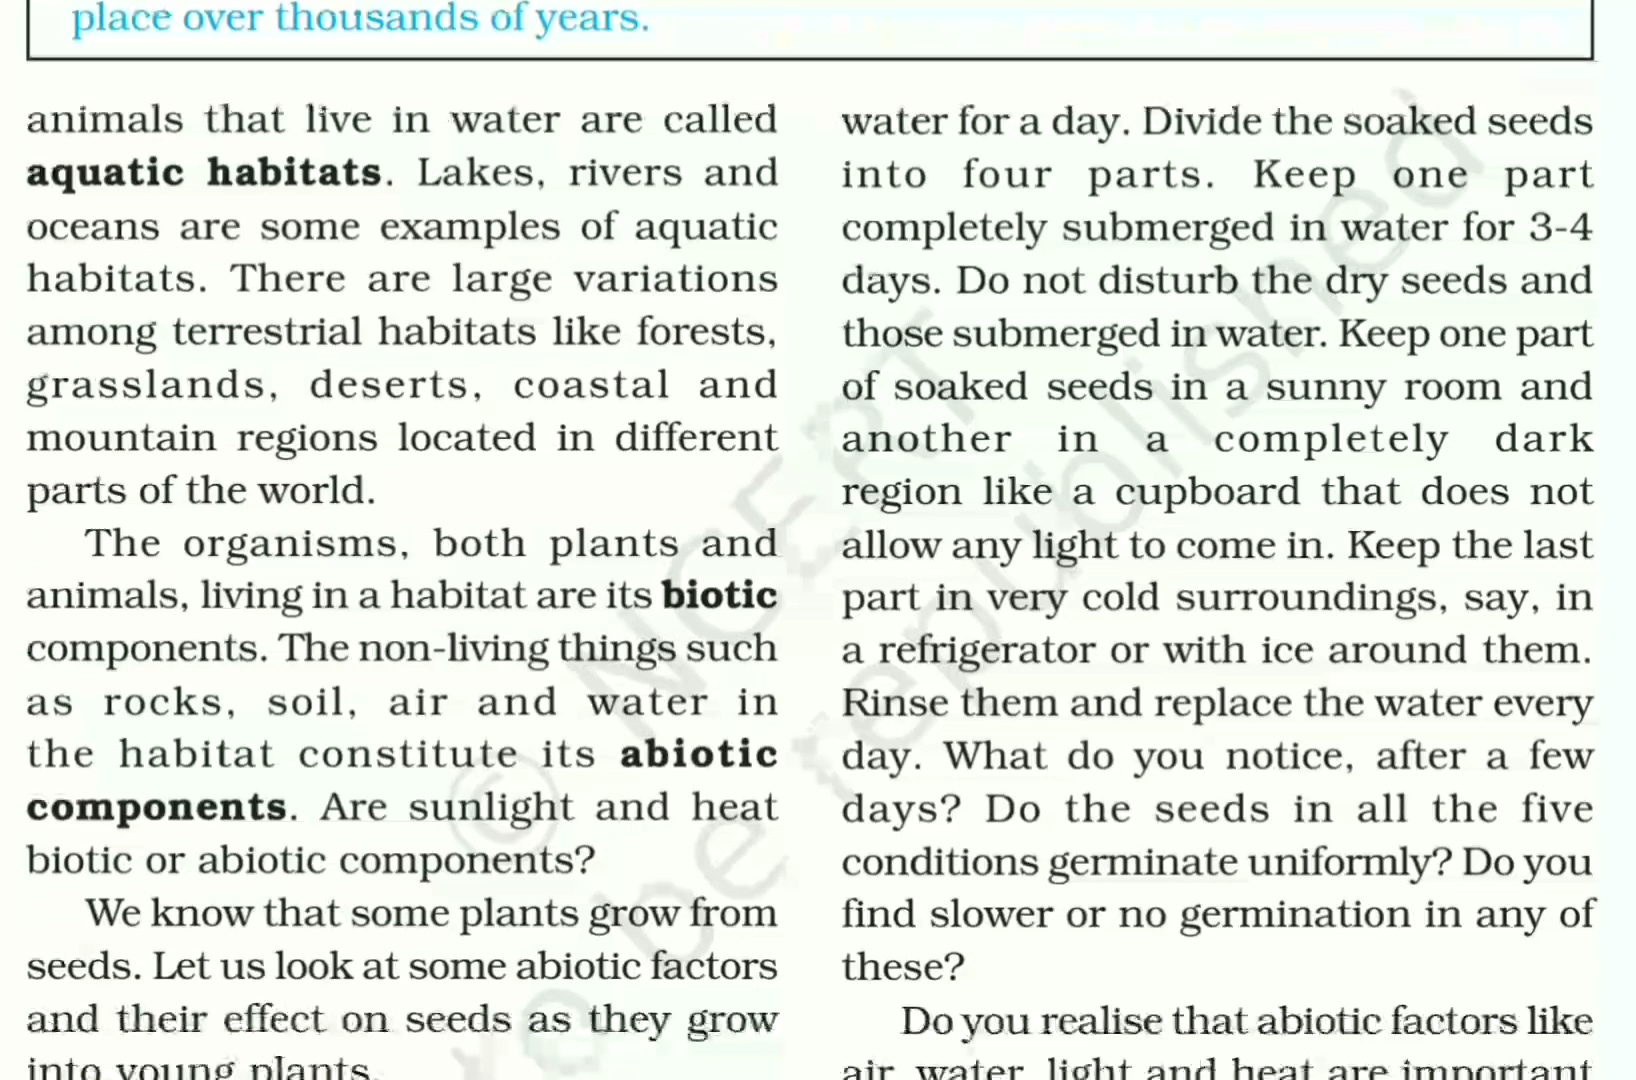 place over thousands of years.
animals that live in water are called
aquatic habitats. Lakes, rivers and
oceans are some examples of aquatic
habitats. There are large variations
among terrestrial habitats like forests,
grasslands, deserts, coastal and
mountain regions located in different
parts of the world.
The organisms, both plants and
animals, living in a habitat are its biotic
components. The non-living things such
as rocks, soil, air and water in
the habitat constitute its abiotic
components. Are sunlight and heat
biotic or abiotic components?
We know that some plants grow from
seeds. Let us look at some abiotic factors
and their effect on seeds as they grow
into young plants.
water for a day. Divide the soaked seeds
into four parts. Keep one part
completely submerged in water for 3-4
days. Do not disturb the dry seeds and
those submerged in water. Keep one part
of soaked seeds in a sunny room and
another in a completely dark
region like a cupboard that does not
allow any light to come in. Keep the last
part in very cold surroundings, say, in
a refrigerator or with ice around them.
Rinse them and replace the water every
day. What do you notice, after a few
days? Do the seeds in all the five
conditions germinate uniformly? Do you
find slower or no germination in any of
these?
Do you realise that abiotic factors like
air, water, light and heat are important
© NCERT
be republished